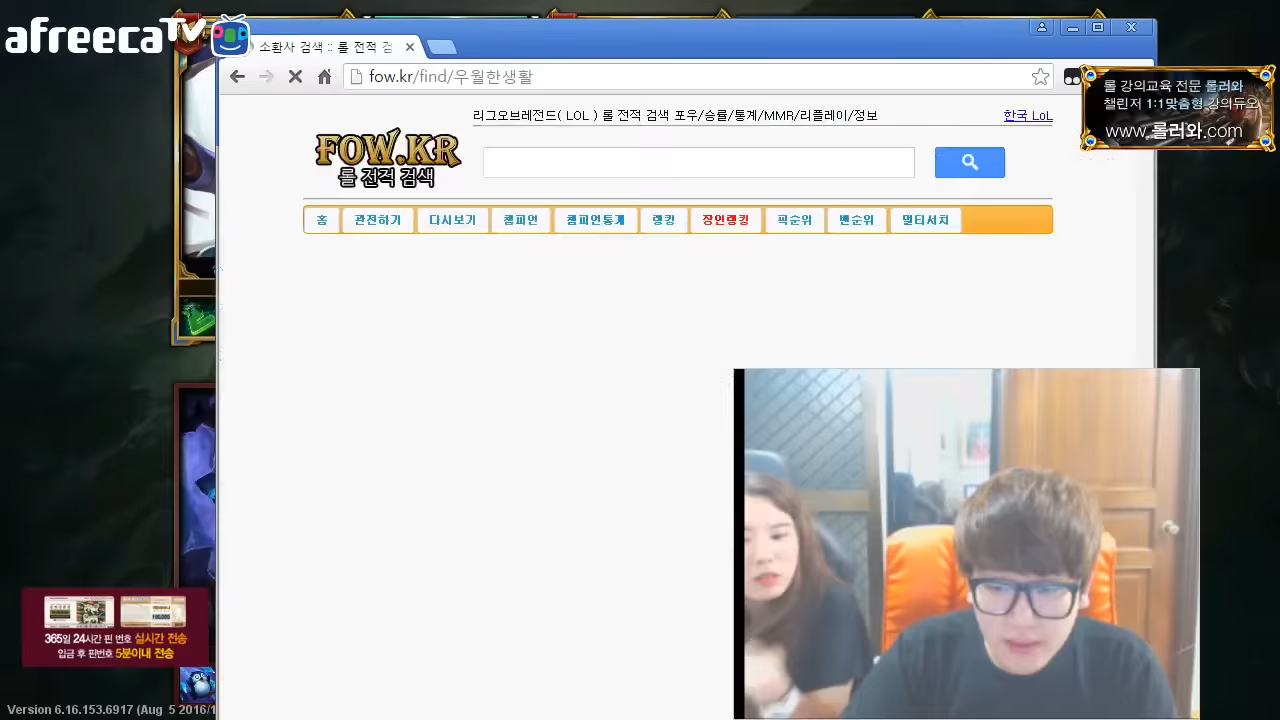 afreecaTV
소환사 검색 :: 롤 전적 검
fow.kr/find/우월한생활
리그오브레전드( LOL ) 롤 전적 검색 포우/승률/통계/MMR/리플레이/정보
한국 LoL
FOW.KR
롤 전적 검색
홈
관전하기
다시보기
챔피언
챔피언통계
랭킹
장인랭킹
픽순위
벤순위
멀티서치
롤 강의교육 전문 롤러와
챌린저 1:1맞춤형 강의듀오
www.롤러와.com
365일 24시간 핀 번호 실시간 전송
입금 후 핀번호 5분이내 전송
Version 6.16.153.6917 (Aug 5 2016/1